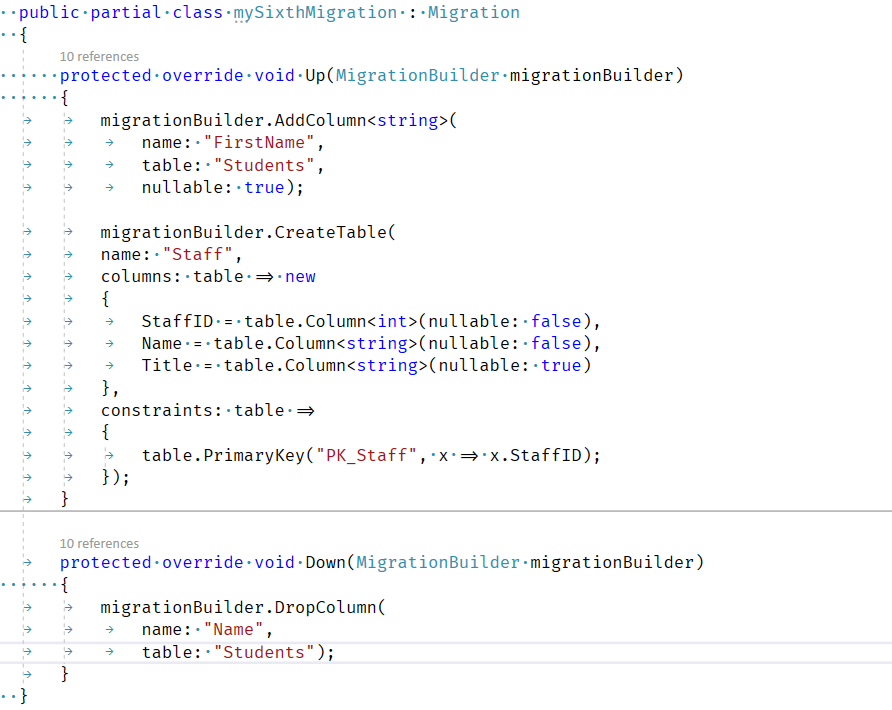 public partial class mySixthMigration : Migration
{
10 references
protected override void Up(MigrationBuilder migrationBuilder)
{
migrationBuilder.AddColumn<string>(
name: "FirstName",
table: "Students",
nullable: true);
migrationBuilder.CreateTable(
name: "Staff",
columns: table => new
{
StaffID = table.Column<int>(nullable: false),
Name = table.Column<string>(nullable: false),
Title = table.Column<string>(nullable: true)
},
constraints: table =>
{
table.PrimaryKey("PK_Staff", x => x.StaffID);
});
}
10 references
protected override void Down(MigrationBuilder migrationBuilder)
{
migrationBuilder.DropColumn(
name: "Name",
table: "Students");
}
}